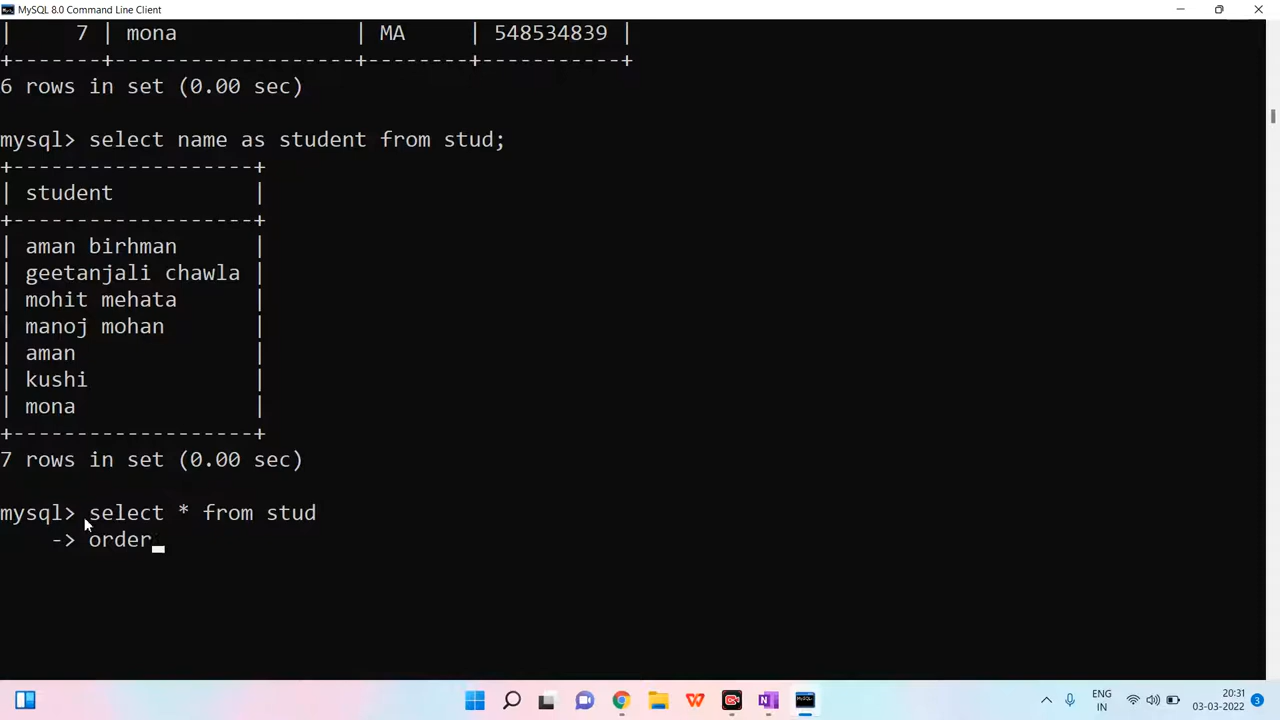 MySQL 8.0 Command Line Client
|     7 | mona              | MA     | 548534839 |
+-------+-------------------+--------+-----------+
6 rows in set (0.00 sec)
mysql> select name as student from stud;
+-------------------+
| student           |
+-------------------+
| aman birhman      |
| geetanjali chawla |
| mohit mehata      |
| manoj mohan       |
| aman              |
| kushi             |
| mona              |
+-------------------+
7 rows in set (0.00 sec)
mysql> select * from stud
    -> order
ENG
IN
20:31
03-03-2022
3